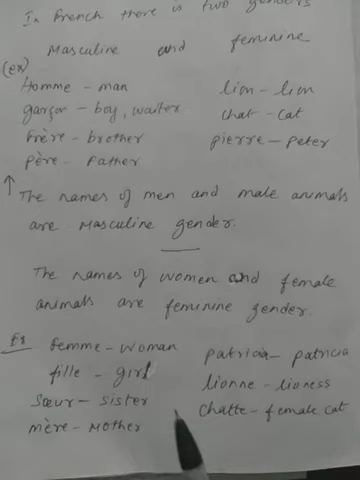 In French there is two genders
Masculine and feminine
(ex)
Homme - man lion - lion
garçon - boy, waiter chat - cat
Frère - brother pierre - Peter
Père - Father
↑ The names of men and male animals
are Masculine gender.
The names of women and female
animals are feminine gender.
Ex femme - woman patricia - patricia
fille - girl lionne - lioness
Sœur - sister chatte - female cat
mère - Mother